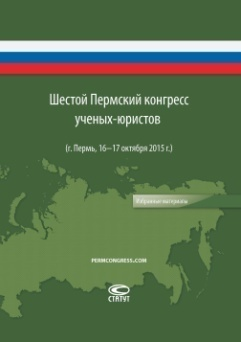 Шестой Пермский конгресс
ученых-юристов
(г. Пермь, 16–17 октября 2015 г.)
Избранные материалы
PERMCONGRESS.COM
СТАТУТ